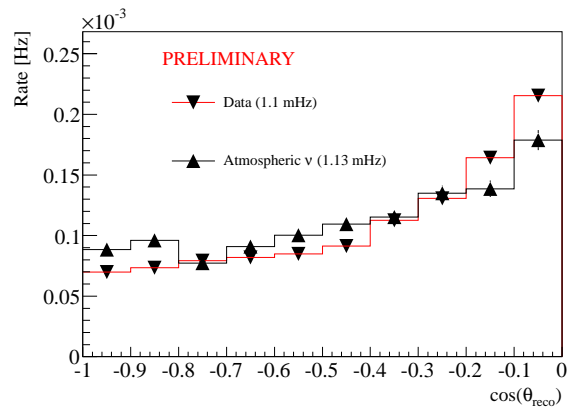 ×10⁻³
Rate [Hz]
PRELIMINARY
Data (1.1 mHz)
Atmospheric ν (1.13 mHz)
0.25
0.2
0.15
0.1
0.05
0
-1 -0.9 -0.8 -0.7 -0.6 -0.5 -0.4 -0.3 -0.2 -0.1 0
cos(θreco)